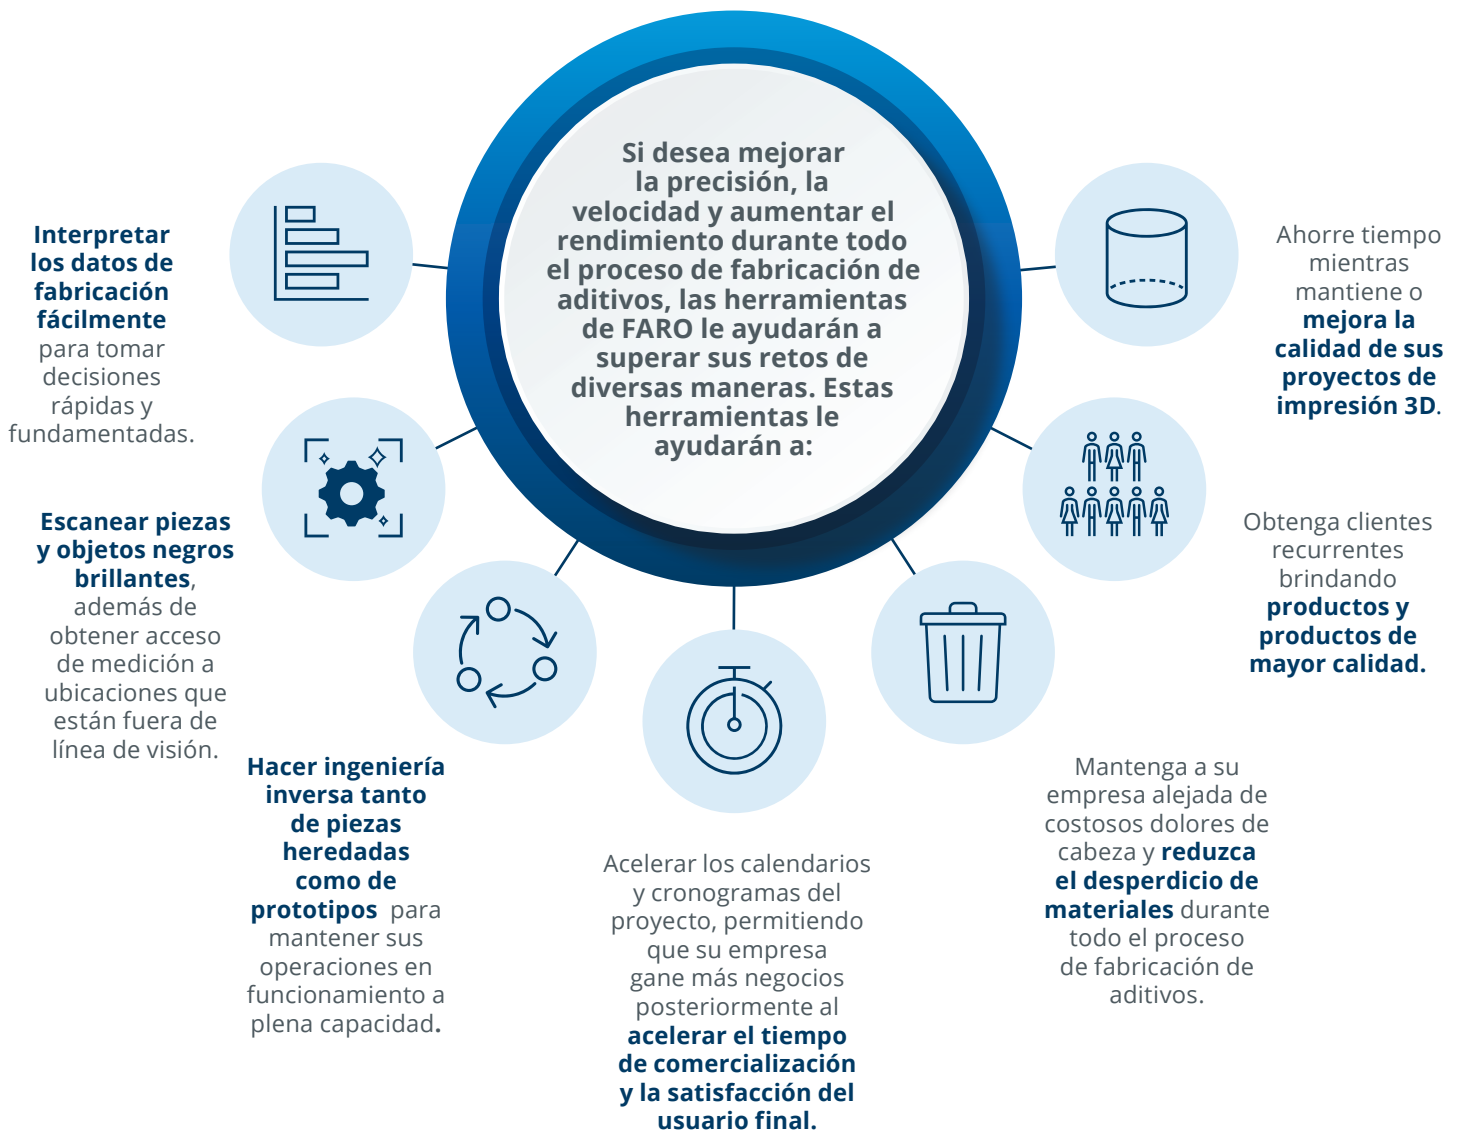 Si desea mejorar
la precisión, la
velocidad y aumentar el
rendimiento durante todo
el proceso de fabricación de
aditivos, las herramientas
de FARO le ayudarán a
superar sus retos de
diversas maneras. Estas
herramientas le
ayudarán a:
Interpretar
los datos de
fabricación
fácilmente
para tomar
decisiones
rápidas y
fundamentadas.
Escanear piezas
y objetos negros
brillantes,
además de
obtener acceso
de medición a
ubicaciones que
están fuera de
línea de visión.
Hacer ingeniería
inversa tanto
de piezas
heredadas
como de
prototipos para
mantener sus
operaciones en
funcionamiento a
plena capacidad.
Acelerar los calendarios
y cronogramas del
proyecto, permitiendo
que su empresa
gane más negocios
posteriormente al
acelerar el tiempo
de comercialización
y la satisfacción del
usuario final.
Mantenga a su
empresa alejada de
costosos dolores de
cabeza y reduzca
el desperdicio de
materiales durante
todo el proceso
de fabricación de
aditivos.
Obtenga clientes
recurrentes
brindando
productos y
productos de
mayor calidad.
Ahorre tiempo
mientras
mantiene o
mejora la
calidad de sus
proyectos de
impresión 3D.